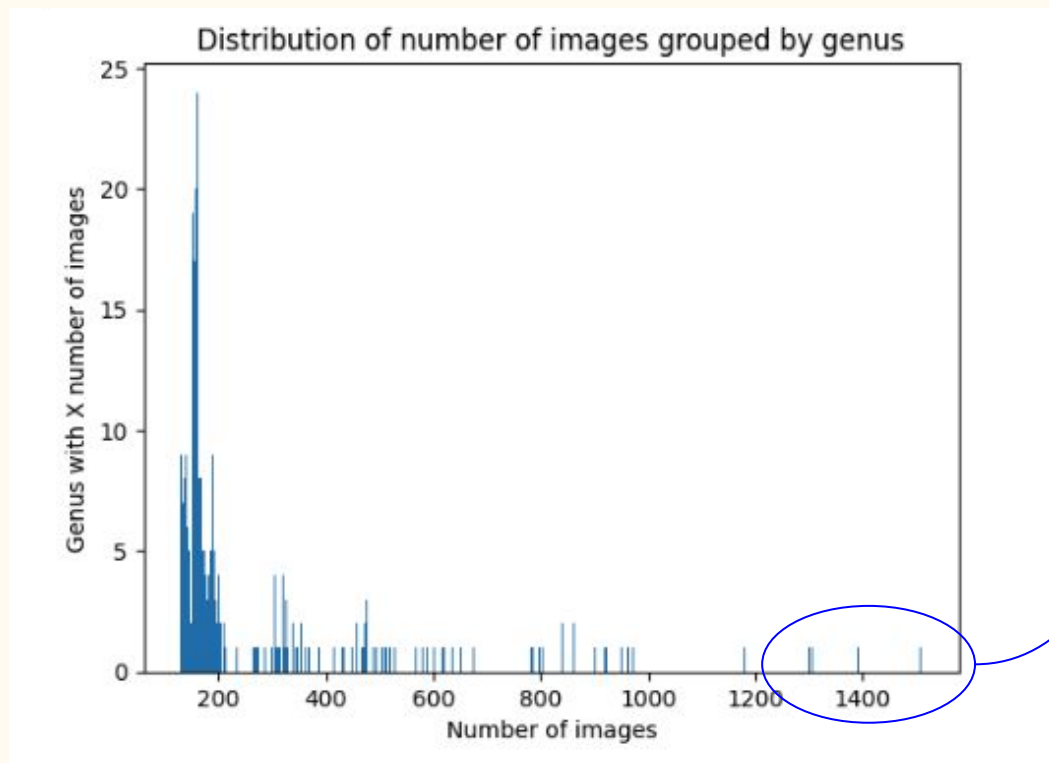 Distribution of number of images grouped by genus
25
20
15
10
5
0
Genus with X number of images
200 400 600 800 1000 1200 1400
Number of images